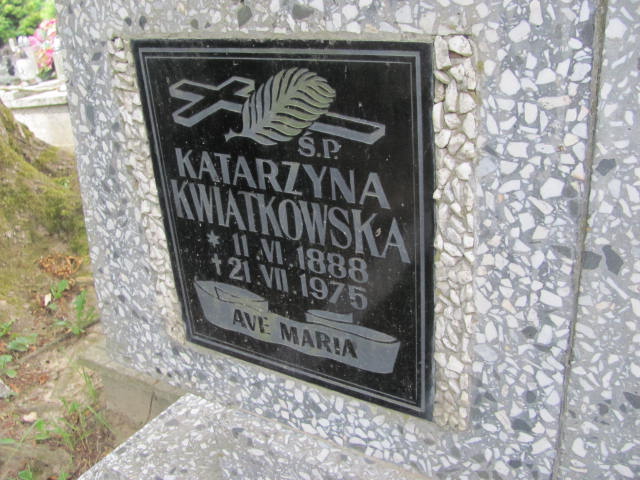 Ś.P.
KATARZYNA
KWIATKOWSKA
* 11 VI 1888
† 21 VII 1975
AVE MARIA